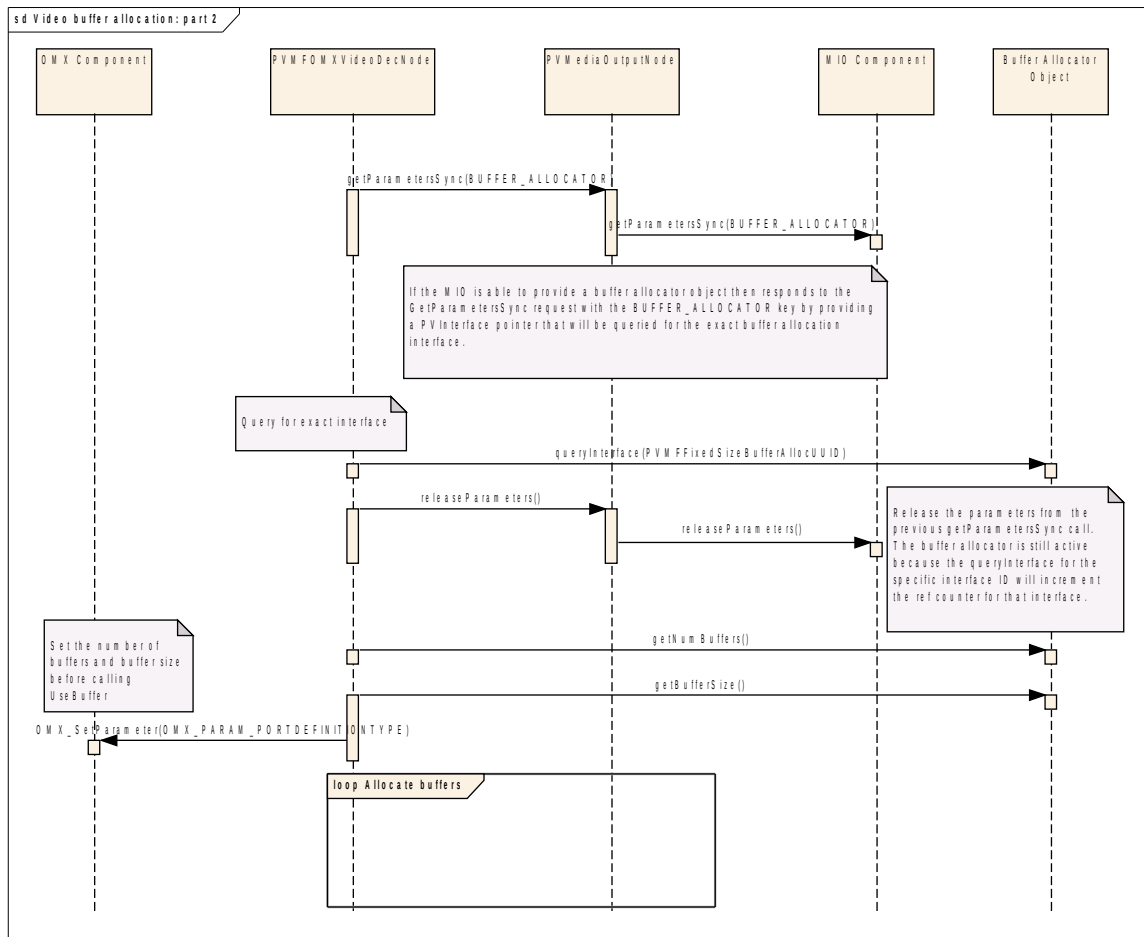 sd Video buffer allocation: part 2
OMX Component
PVMFOMXVideoDecNode
PVMediaOutputNode
MIO Component
BufferAllocator
Object
getParametersSync(BUFFER_ALLOCATOR)
getParametersSync(BUFFER_ALLOCATOR)
If the MIO is able to provide a buffer allocator object then responds to the
GetParametersSync request with the BUFFER_ALLOCATOR key by providing
a PVInterface pointer that will be queried for the exact buffer allocation
interface.
Query for exact interface
queryInterface(PVMFFixedSizeBufferAllocUUID)
releaseParameters()
releaseParameters()
Release the parameters from the
previous getParametersSync call.
The buffer allocator is still active
because the queryInterface for the
specific interface ID will increment
the ref counter for that interface.
Set the number of
buffers and buffer size
before calling
UseBuffer
getNumBuffers()
getBufferSize()
OMX_SetParameter(OMX_PARAM_PORTDEFINITIONTYPE)
loop Allocate buffers